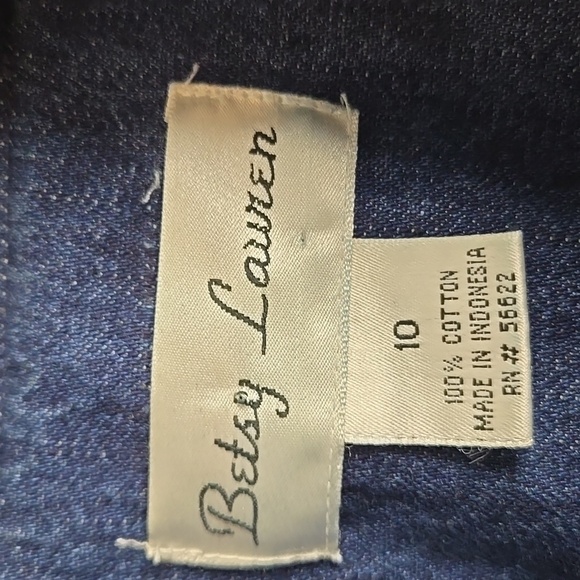 Betsy Lauren
10
100% COTTON
MADE IN INDONESIA
RN # 56622